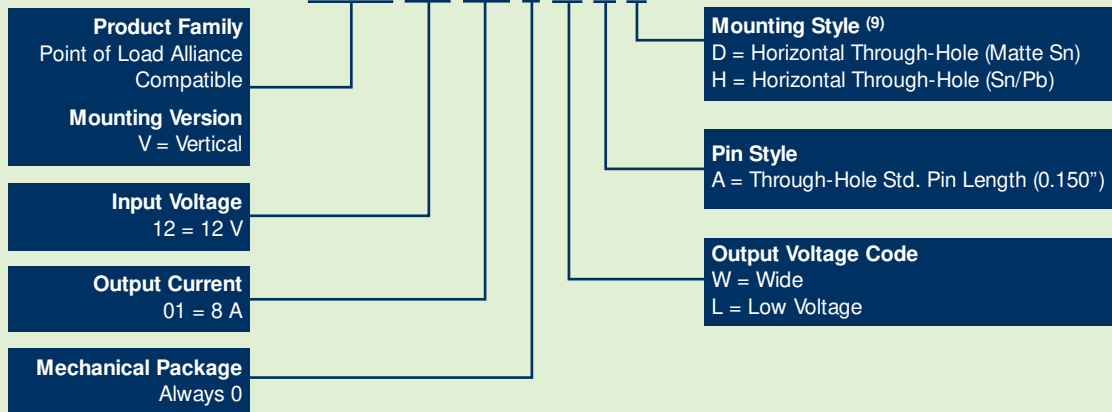 Product Family
Point of Load Alliance
Compatible
Mounting Version
V = Vertical
Input Voltage
12 = 12 V
Output Current
01 = 8 A
Mechanical Package
Always 0
Mounting Style (9)
D = Horizontal Through-Hole (Matte Sn)
H = Horizontal Through-Hole (Sn/Pb)
Pin Style
A = Through-Hole Std. Pin Length (0.150”)
Output Voltage Code
W = Wide
L = Low Voltage